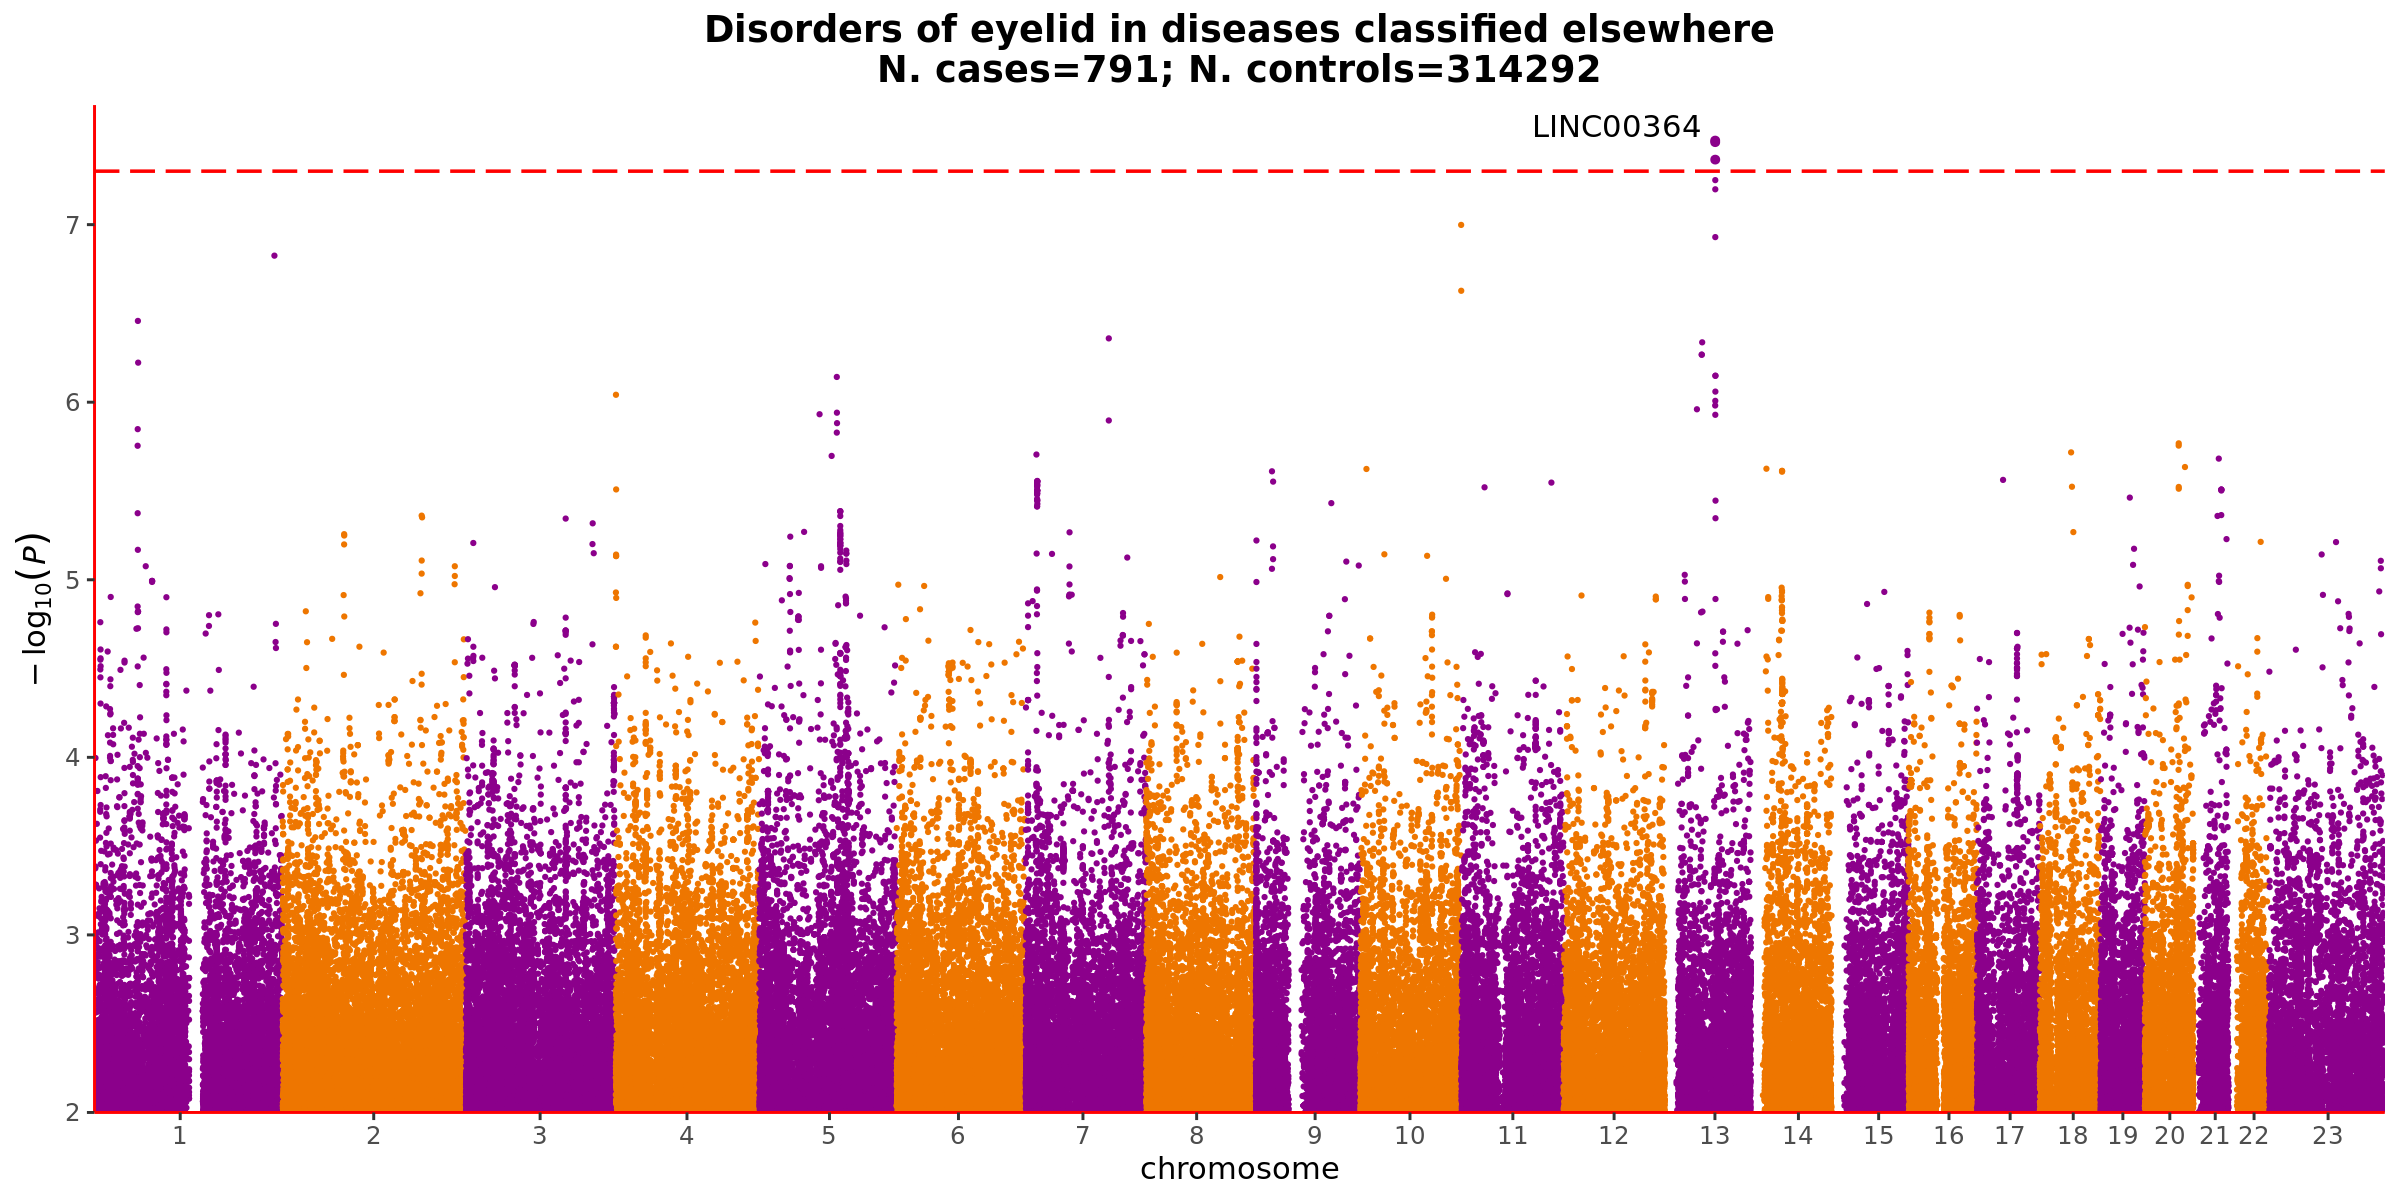 Disorders of eyelid in diseases classified elsewhere
N. cases=791; N. controls=314292
LINC00364
7
6
5
4
3
2
−log10(P)
1 2 3 4 5 6 7 8 9 10 11 12 13 14 15 16 17 18 19 20 21 22 23
chromosome